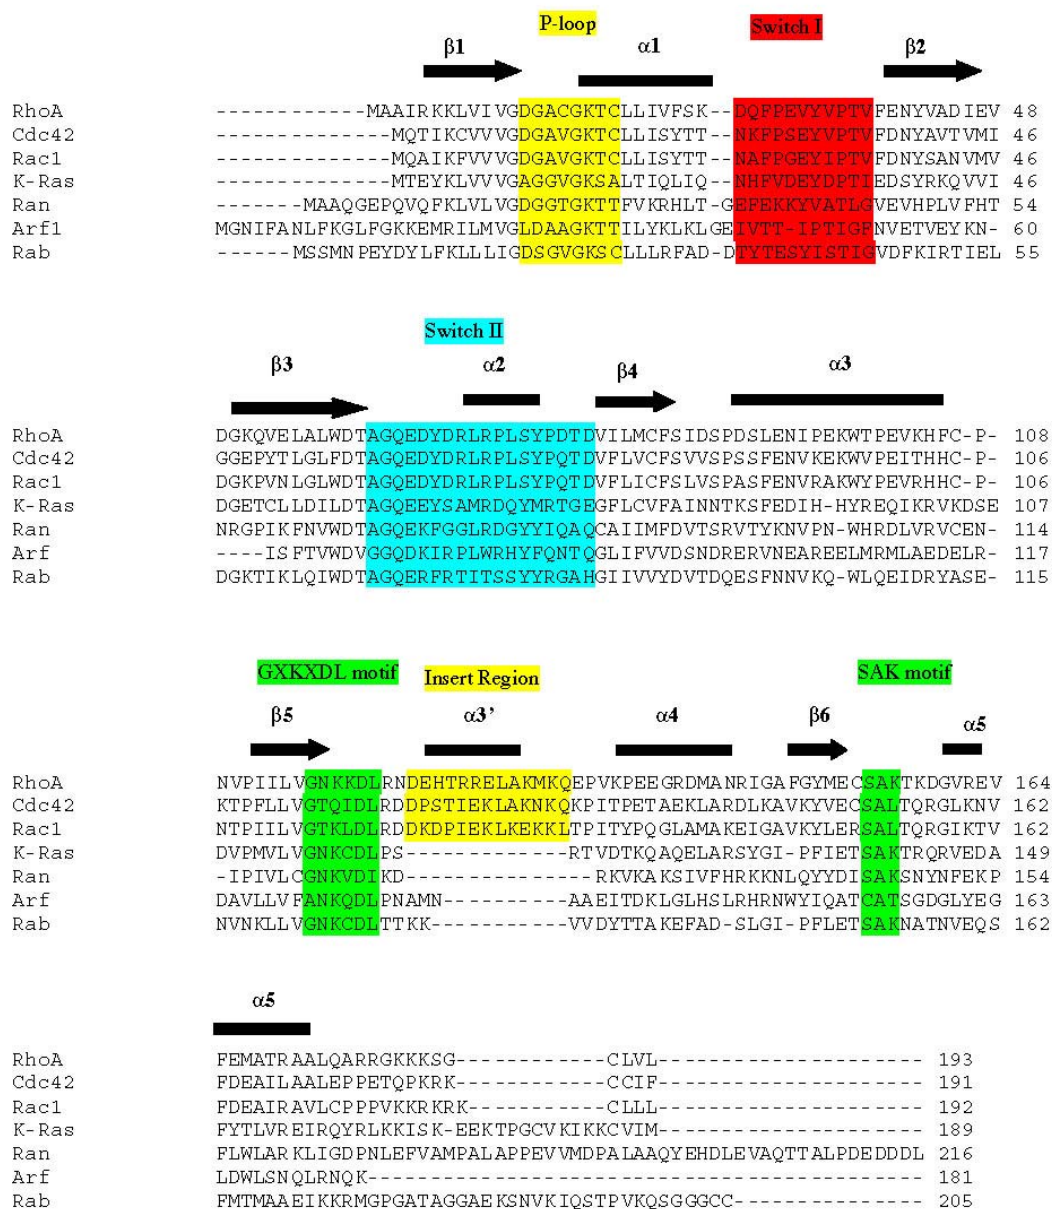 P-loop Switch I
β1 α1 β2
RhoA ------------MAAIRKKLVIVGDGACGKTCLLIVFSK--DQFPEVYVPTVFENYVADIEV 48
Cdc42 --------------MQTIKCVVVGDGAVGKTCLLISYTT--NKFPSEYVPTVFDNYAVTVMI 46
Rac1 --------------MQAIKFVVVGDGAVGKTCLLISYTT--NAFPGEYIPTVFDNYSANVMV 46
K-Ras --------------MTEYKLVVVGAGGVGKSALTIQLIQ--NHFVDEYDPTIEDSYRKQVVI 46
Ran -------MAAQGEPQVQFKLVLVGDGGTGKTTFVKRHLT-GEFEKKYVATLGVEVHPLVFHT 54
Arf1 MGNIFANLFKGLFGKKEMRILMVGLDAAGKTTILYKLKLGEIVTT-IPTIGFNVETVEYKN- 60
Rab ------MSSMNPEYDYLFKLLLIGDSGVGKSCLLLRFAD-DTYTESYISTIGVDFKIRTIEL 55
Switch II
β3 α2 β4 α3
RhoA DGKQVELALWDTAGQEDYDRLRPLSYPDTDVILMCFSIDSPDSLENIPEKWTPEVKHFC-P- 108
Cdc42 GGEPYTLGLFDTAGQEDYDRLRPLSYPQTDVFLVCFSVVSPSSFENVKEKWVPEITHHC-P- 106
Rac1 DGKPVNLGLWDTAGQEDYDRLRPLSYPQTDVFLICFSLVSPASFENVRAKWYPEVRHHC-P- 106
K-Ras DGETCLLDILDTAGQEEYSAMRDQYMRTGEGFLCVFAINNTKSFEDIH-HYREQIKRVKDSE 107
Ran NRGPIKFNVWDTAGQEKFGGLRDGYYIQAQCAIIMFDVTSRVTYKNVPN-WHRDLVRVCEN- 114
Arf ----ISFTVWDVGGQDKIRPLWRHYFQNTQGLIFVVDSNDRERVNEAREELMRMLAEDELR- 117
Rab DGKTIKLQIWDTAGQERFRTITSSYYRGAHGIIVVYDVTDQESFNNVKQ-WLQEIDRYASE- 115
GXKXDL motif Insert Region SAK motif
β5 α3’ α4 β6 α5
RhoA NVPIILVGNKKDLRNDEHTRRELAKMKQEPVKPEEGRDMANRIGAFGYMECSAKTKDGVREV 164
Cdc42 KTPFLLVGTQIDLRDDPSTIEKLAKNKQKPITPETAEKLARDLKAVKYVECSALTQRGLKNV 162
Rac1 NTPIILVGTKLDLRDDKDPIEKLKEKKLTPITYPQGLAMAKEIGAVKYLERSALTQRGIKTV 162
K-Ras DVPMVLVGNKCDLPS-------------RTVDTKQAQELARSYGI-PFIETSAKTRQRVEDA 149
Ran -IPIVLCGNKVDIKD-------------RKVKAKSIVFHRKKNLQYYDISAKSNYNFEKP 154
Arf DAVLLVFANKQDLPNAMN----------AAEITDKLGLHSLRHRNWYIQATCATSGDGLYEG 163
Rab NVNKLLVGNKCDLTTKK-----------VVDYTTAKEFAD-SLGI-PFLETSAKNATNVEQS 162
α5
RhoA FEMATRAALQARRGKKKSG------------CLVL--------------------- 193
Cdc42 FDEAILAALEPPETQPKRK------------CCIF--------------------- 191
Rac1 FDEAIRAVLCPPPVKKRKRK-----------CLLL--------------------- 192
K-Ras FYTLVREIRQYRLKKISK-EEKTPGCVKIKKCVIM--------------------- 189
Ran FLWLARKLIGDPNLEFVAMPALAPPEVVMDPALAAQYEHDLEVAQTTALPDEDDDL 216
Arf LDWLSNQLRNQK-------------------------------------------- 181
Rab FMTMAAEIKKRMGPGATAGGAEKSNVKIQSTPVKQSGGGCC--------------- 205